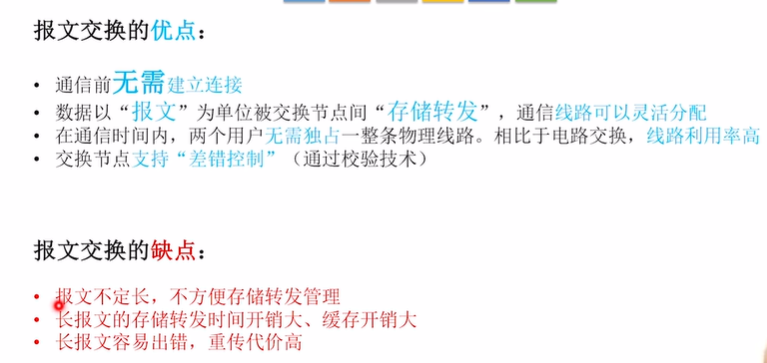 报文交换的优点：
• 通信前无需建立连接
• 数据以“报文”为单位被交换节点间“存储转发”，通信线路可以灵活分配
• 在通信时间内，两个用户无需独占一整条物理线路。相比于电路交换，线路利用率高
• 交换节点支持“差错控制”（通过校验技术）
报文交换的缺点：
• 报文不定长，不方便存储转发管理
• 长报文的存储转发时间开销大、缓存开销大
• 长报文容易出错，重传代价高